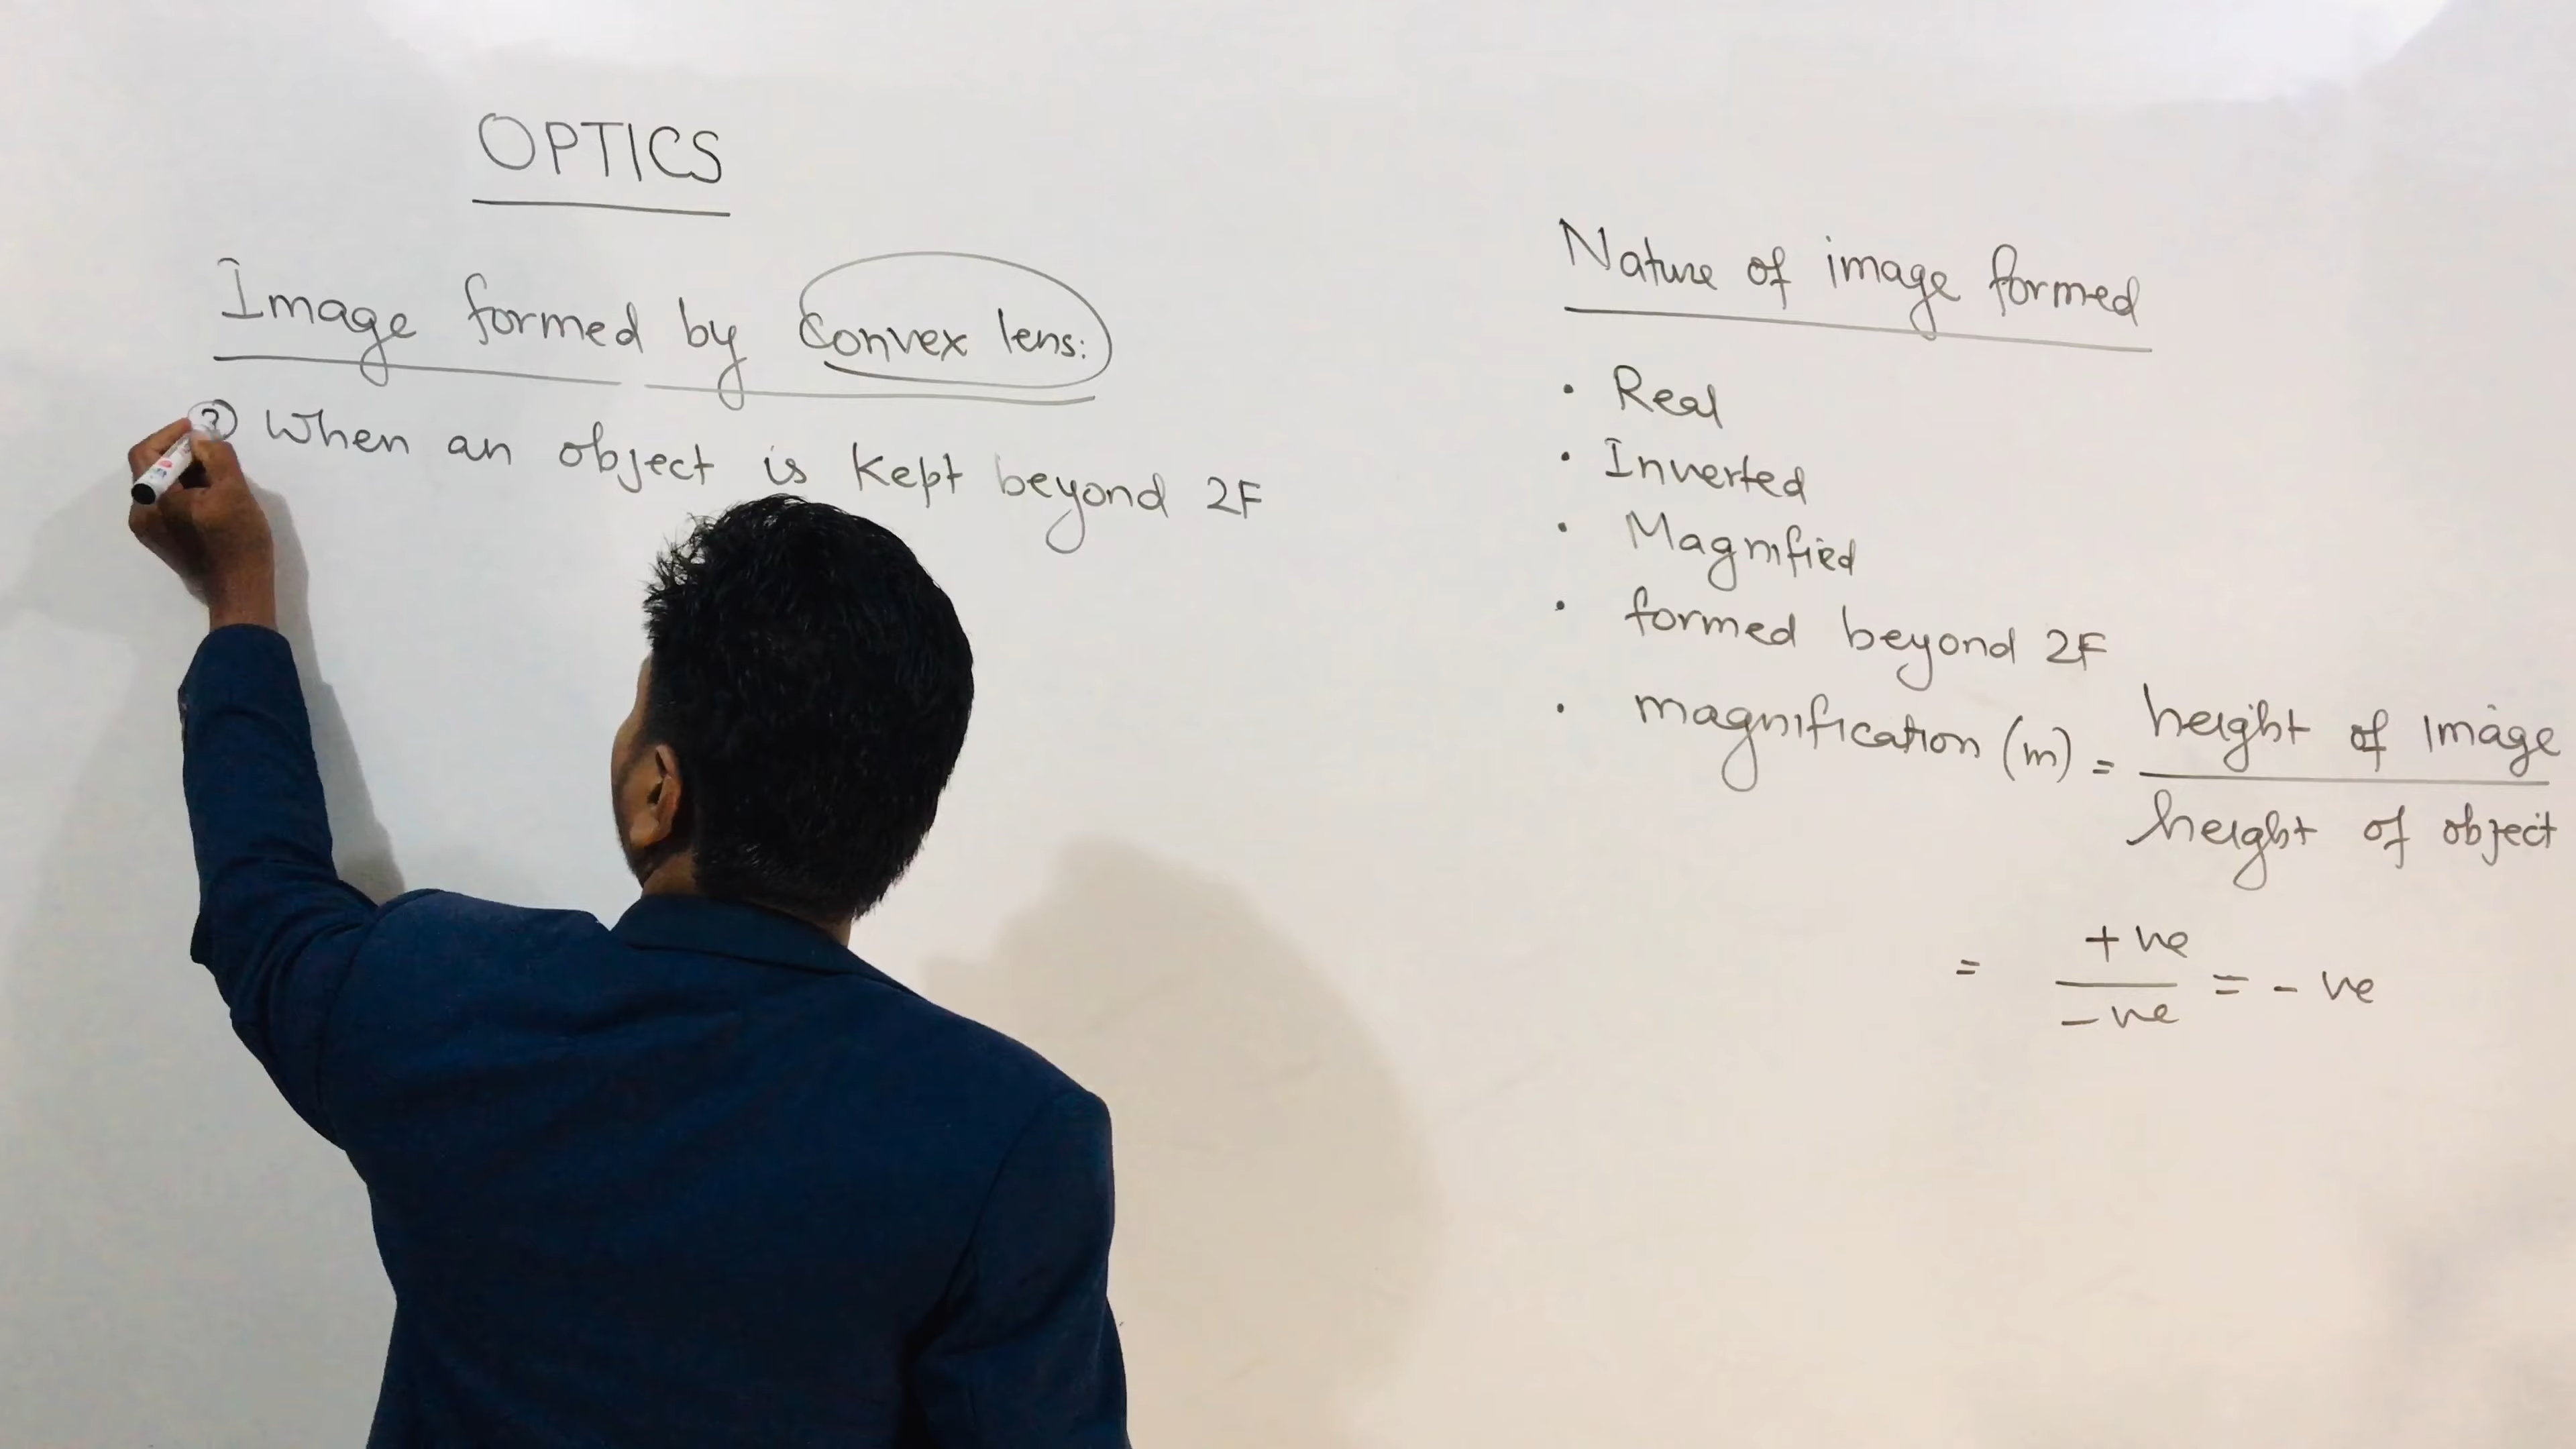 OPTICS
Image formed by Convex lens:
When an object is kept beyond 2F
Nature of image formed
• Real
• Inverted
• Magnified
• formed beyond 2F
• magnification (m) = height of image
height of object
= +ve
-ve = - ve